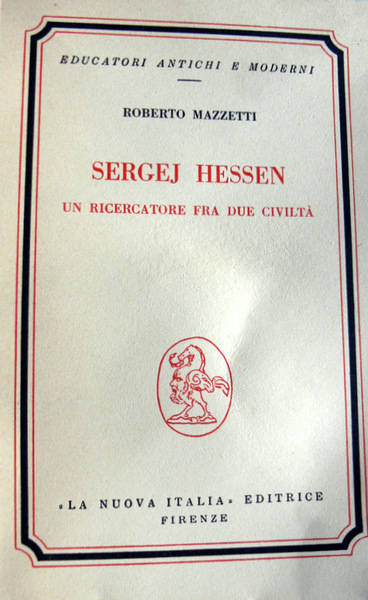 EDUCATORI ANTICHI E MODERNI
ROBERTO MAZZETTI
SERGEJ HESSEN
UN RICERCATORE FRA DUE CIVILTÀ
«LA NUOVA ITALIA» EDITRICE
FIRENZE